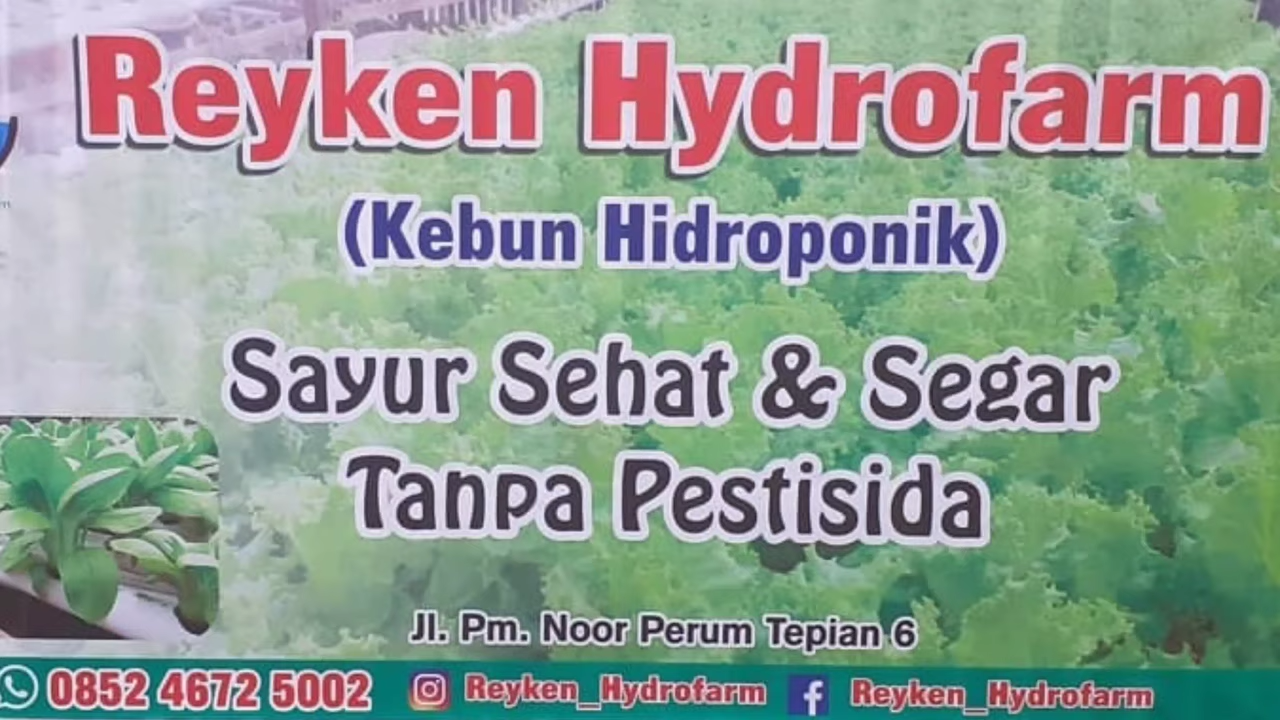 Reyken Hydrofarm
(Kebun Hidroponik)
Sayur Sehat & Segar
Tanpa Pestisida
Jl. Pm. Noor Perum Tepian 6
0852 4672 5002 Reyken_Hydrofarm Reyken_Hydrofarm